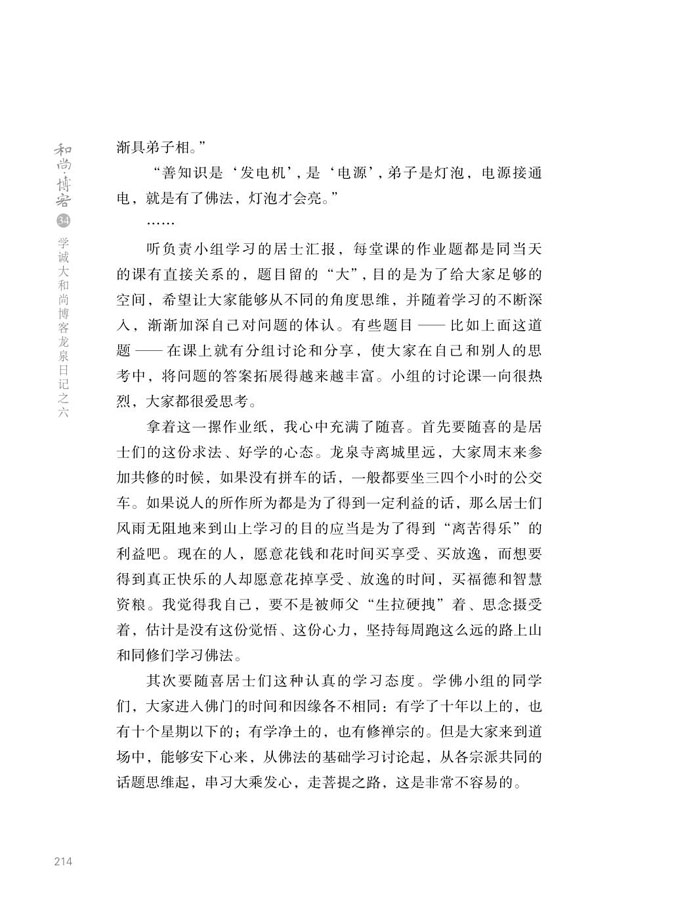 和尚·博客
34
学诚大和尚博客龙泉日记之六
渐具弟子相。”
“善知识是‘发电机’，是‘电源’，弟子是灯泡，电源接通
电，就是有了佛法，灯泡才会亮。”
……
听负责小组学习的居士汇报，每堂课的作业题都是同当天
的课有直接关系的，题目留的“大”，目的是为了给大家足够的
空间，希望让大家能够从不同的角度思维，并随着学习的不断深
入，渐渐加深自己对问题的体认。有些题目——比如上面这道
题——在课上就有分组讨论和分享，使大家在自己和别人的思
考中，将问题的答案拓展得越来越丰富。小组的讨论课一向很热
烈，大家都很爱思考。
拿着这一摞作业纸，我心中充满了随喜。首先要随喜的是居
士们的这份求法、好学的心态。龙泉寺离城里远，大家周末来参
加共修的时候，如果没有拼车的话，一般都要坐三四个小时的公交
车。如果说人的所作所为都是为了得到一定利益的话，那么居士们
风雨无阻地来到山上学习的目的应当是为了得到“离苦得乐”的
利益吧。现在的人，愿意花钱和花时间买享受、买放逸，而想要
得到真正快乐的人却愿意花掉享受、放逸的时间，买福德和智慧
资粮。我觉得我自己，要不是被师父“生拉硬拽”着、思念摄受
着，估计是没有这份觉悟、这份心力，坚持每周跑这么远的路上山
和同修们学习佛法。
其次要随喜居士们这种认真的学习态度。学佛小组的同学
们，大家进入佛门的时间和因缘各不相同：有学了十年以上的，也
有十个星期以下的；有学净土的，也有修禅宗的。但是大家来到道
场中，能够安下心来，从佛法的基础学习讨论起，从各宗派共同的
话题思维起，串习大乘发心，走菩提之路，这是非常不容易的。
214